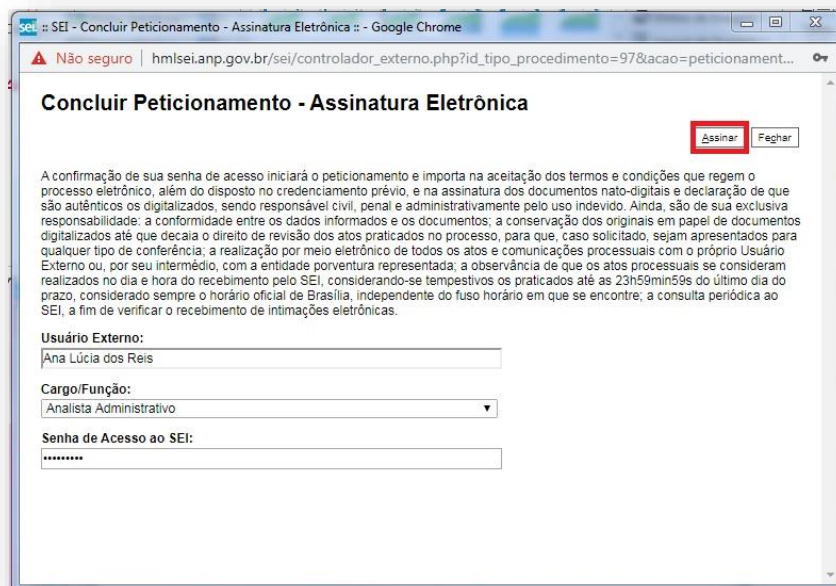 sei. :: SEI - Concluir Peticionamento - Assinatura Eletrônica :: - Google Chrome
Não seguro | hmlsei.anp.gov.br/sei/controlador_externo.php?id_tipo_procedimento=97&acao=peticionament...
Concluir Peticionamento - Assinatura Eletrônica
Assinar Fechar
A confirmação de sua senha de acesso iniciará o peticionamento e importa na aceitação dos termos e condições que regem o
processo eletrônico, além do disposto no credenciamento prévio, e na assinatura dos documentos nato-digitais e declaração de que
são autênticos os digitalizados, sendo responsável civil, penal e administrativamente pelo uso indevido. Ainda, são de sua exclusiva
responsabilidade: a conformidade entre os dados informados e os documentos; a conservação dos originais em papel de documentos
digitalizados até que decaia o direito de revisão dos atos praticados no processo, para que, caso solicitado, sejam apresentados para
qualquer tipo de conferência; a realização por meio eletrônico de todos os atos e comunicações processuais com o próprio Usuário
Externo ou, por seu intermédio, com a entidade porventura representada; a observância de que os atos processuais se consideram
realizados no dia e hora do recebimento pelo SEI, considerando-se tempestivos os praticados até as 23h59min59s do último dia do
prazo, considerado sempre o horário oficial de Brasília, independente do fuso horário em que se encontre; a consulta periódica ao
SEI, a fim de verificar o recebimento de intimações eletrônicas.
Usuário Externo:
Ana Lúcia dos Reis
Cargo/Função:
Analista Administrativo
Senha de Acesso ao SEI:
•••••••••